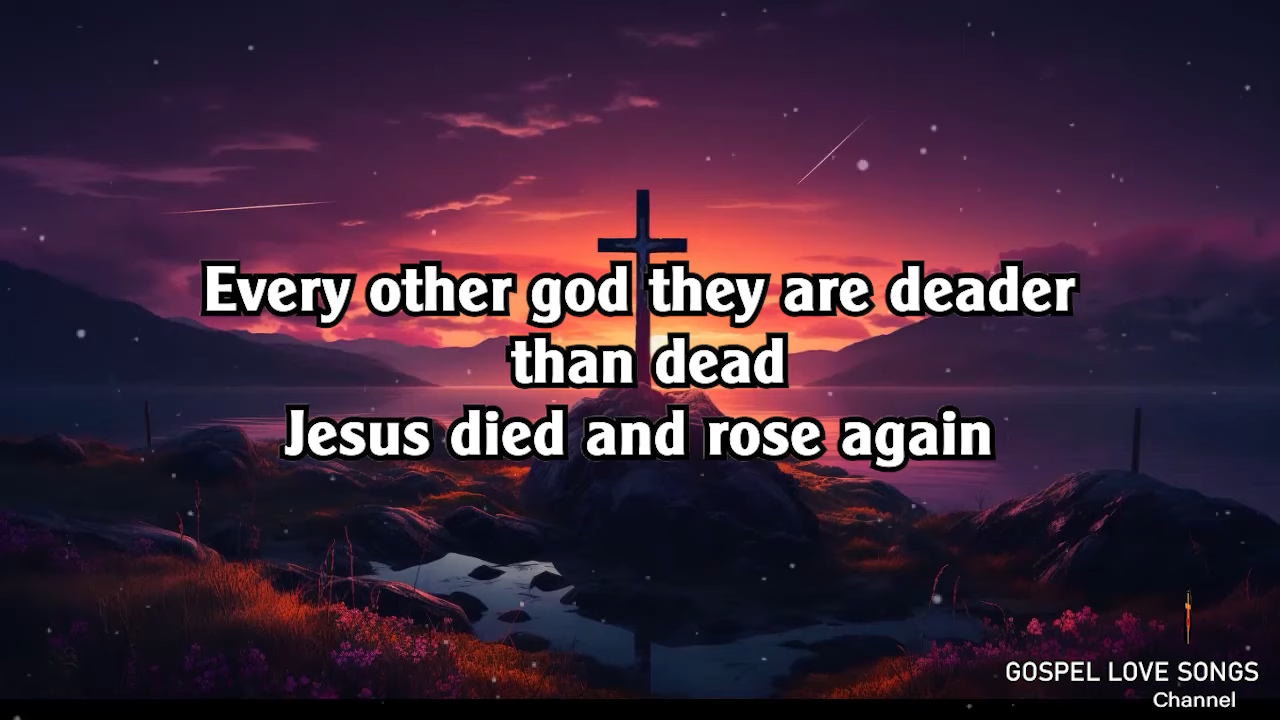 Every other god they are deader
than dead
Jesus died and rose again
GOSPEL LOVE SONGS
Channel